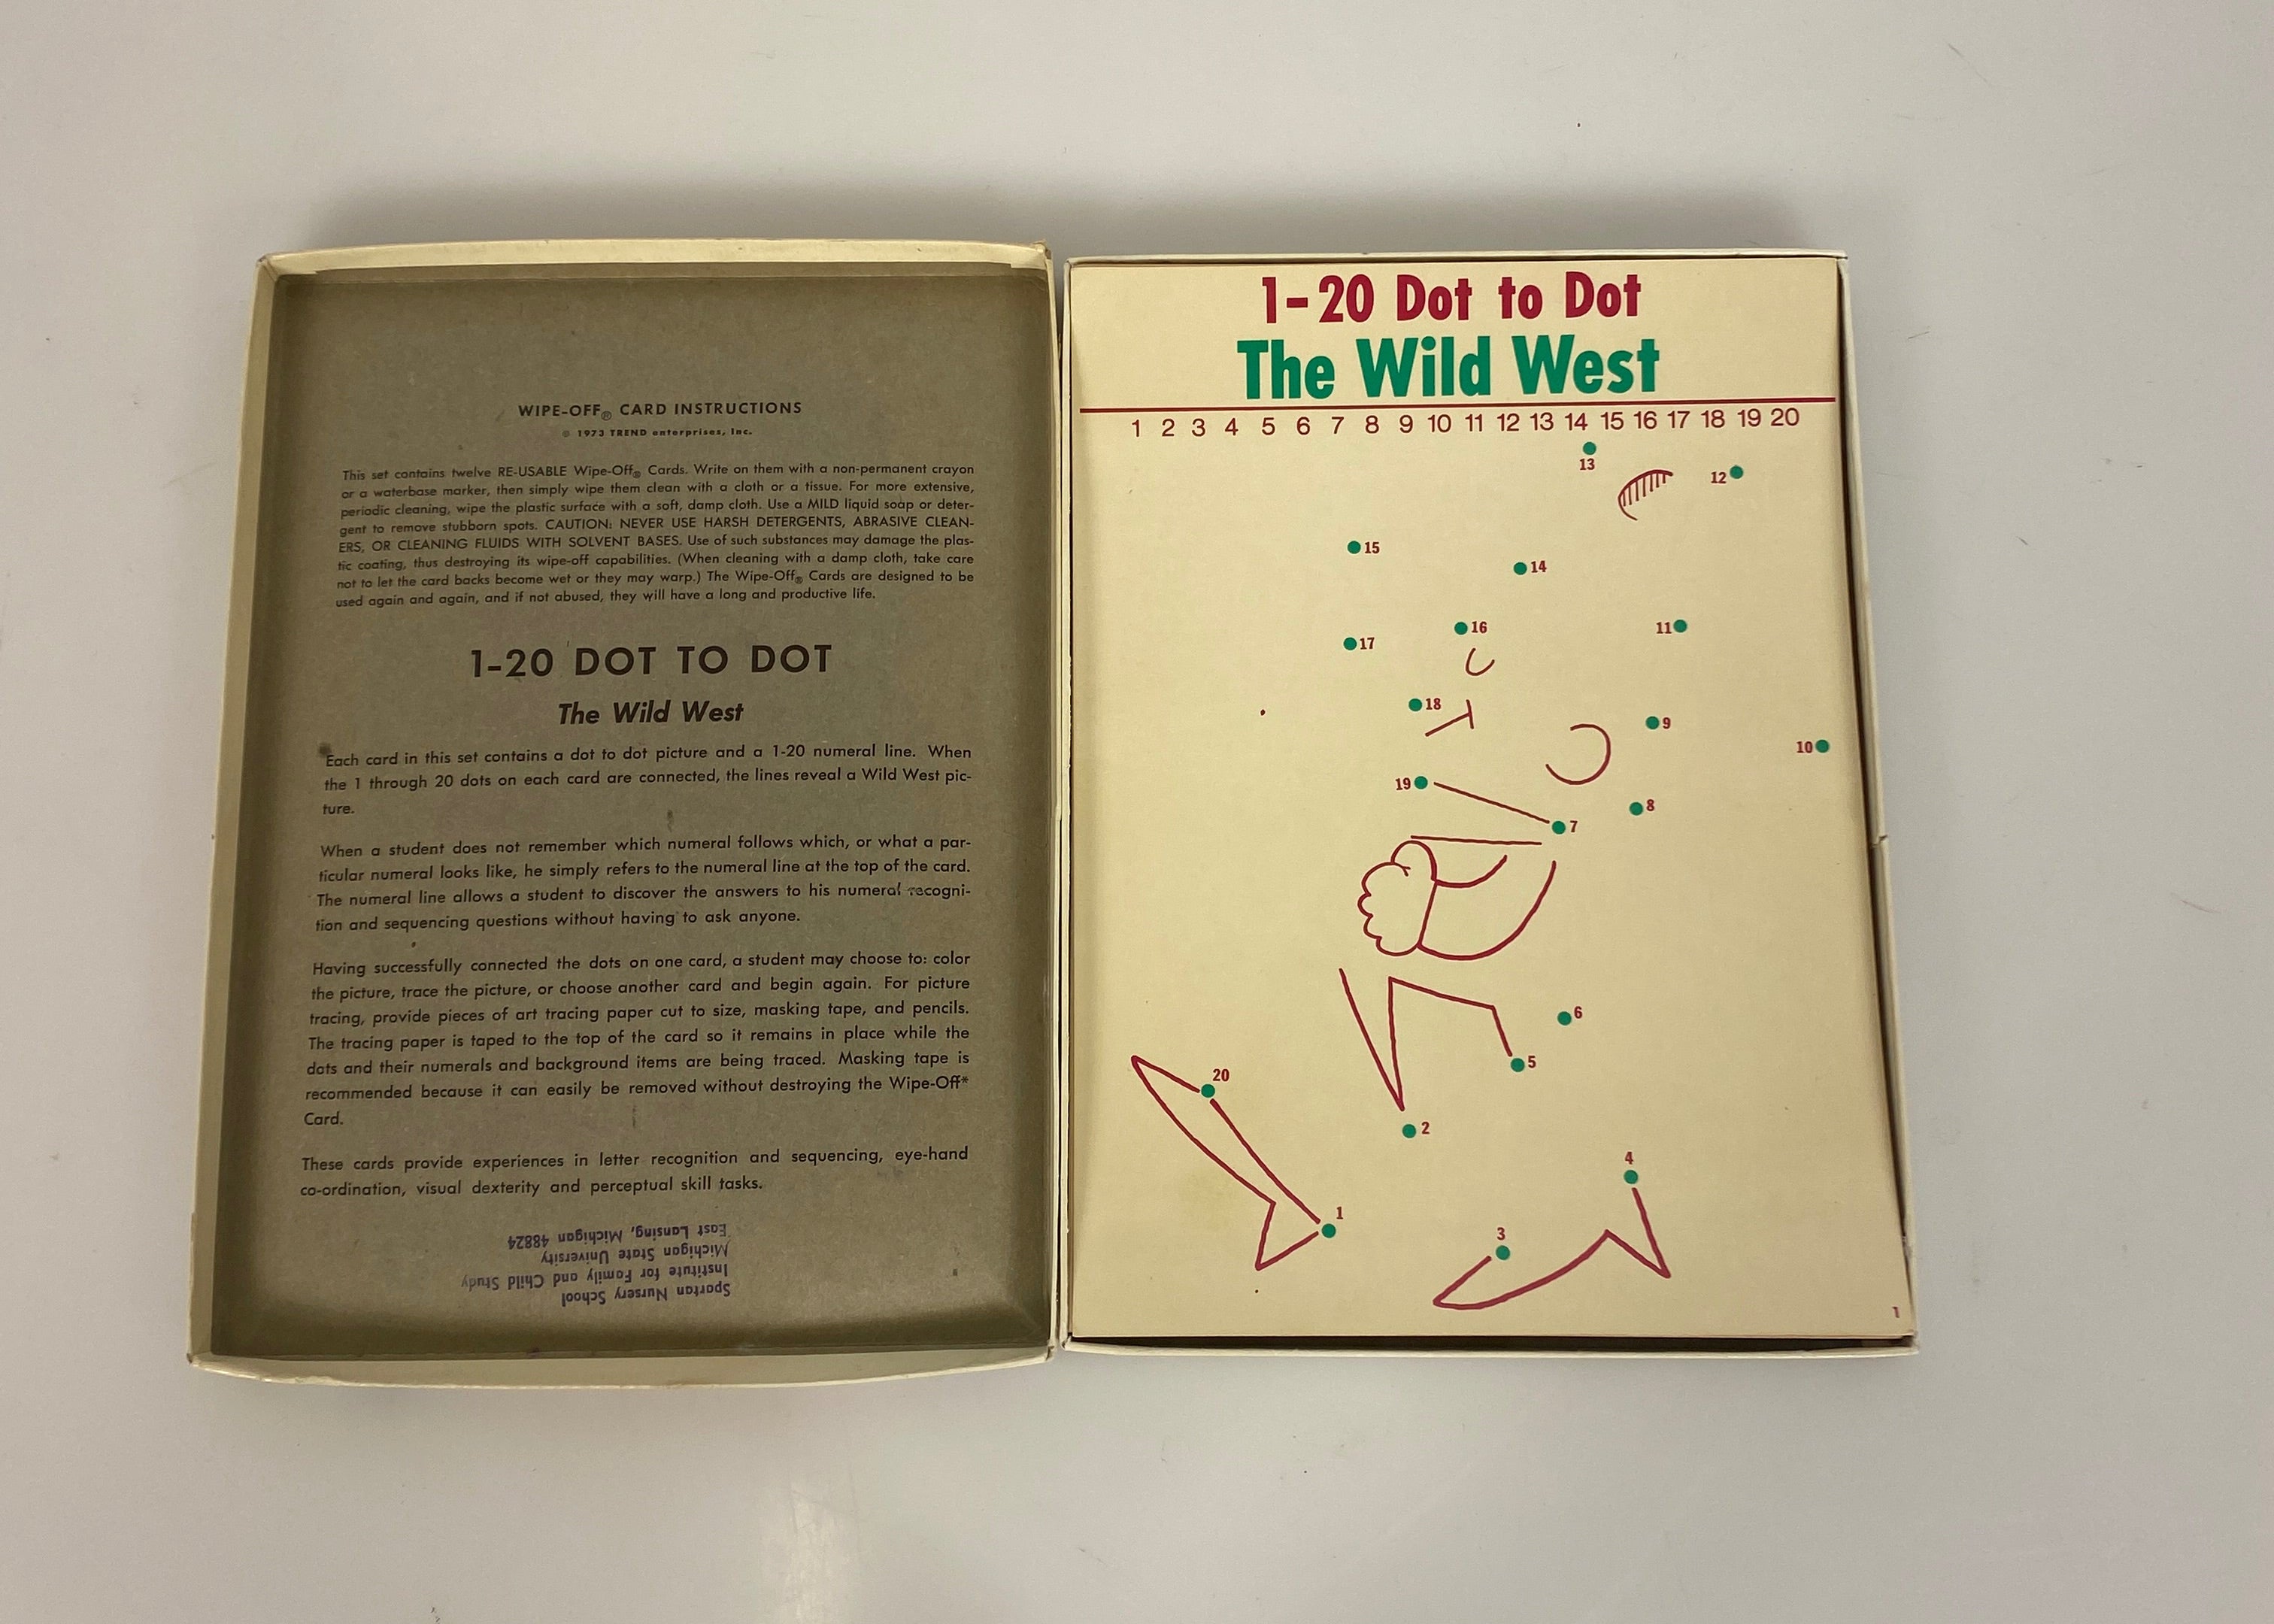 WIPE-OFF® CARD INSTRUCTIONS
© 1973 TREND enterprises, Inc.
This set contains twelve RE-USABLE Wipe-Off® Cards. Write on them with a non-permanent crayon
or a waterbase marker, then simply wipe them clean with a cloth or a tissue. For more extensive,
periodic cleaning, wipe the plastic surface with a soft, damp cloth. Use a MILD liquid soap or deter-
gent to remove stubborn spots. CAUTION: NEVER USE HARSH DETERGENTS, ABRASIVE CLEAN-
ERS, OR CLEANING FLUIDS WITH SOLVENT BASES. Use of such substances may damage the plas-
tic coating, thus destroying its wipe-off capabilities. (When cleaning with a damp cloth, take care
not to let the card backs become wet or they may warp.) The Wipe-Off® Cards are designed to be
used again and again, and if not abused, they will have a long and productive life.
1-20 DOT TO DOT
The Wild West
Each card in this set contains a dot to dot picture and a 1-20 numeral line. When
the 1 through 20 dots on each card are connected, the lines reveal a Wild West pic-
ture.
When a student does not remember which numeral follows which, or what a par-
ticular numeral looks like, he simply refers to the numeral line at the top of the card.
The numeral line allows a student to discover the answers to his numeral recogni-
tion and sequencing questions without having to ask anyone.
Having successfully connected the dots on one card, a student may choose to: color
the picture, trace the picture, or choose another card and begin again. For picture
tracing, provide pieces of art tracing paper cut to size, masking tape, and pencils.
The tracing paper is taped to the top of the card so it remains in place while the
dots and their numerals and background items are being traced. Masking tape is
recommended because it can easily be removed without destroying the Wipe-Off*
Card.
These cards provide experiences in letter recognition and sequencing, eye-hand
co-ordination, visual dexterity and perceptual skill tasks.
Spartan Nursery School
Institute for Family and Child Study
Michigan State University
East Lansing, Michigan 48824
1-20 Dot to Dot
The Wild West
1 2 3 4 5 6 7 8 9 10 11 12 13 14 15 16 17 18 19 20
13
12
15
14
16
11
17
18
9
10
19
8
7
6
5
20
2
4
1
3
1